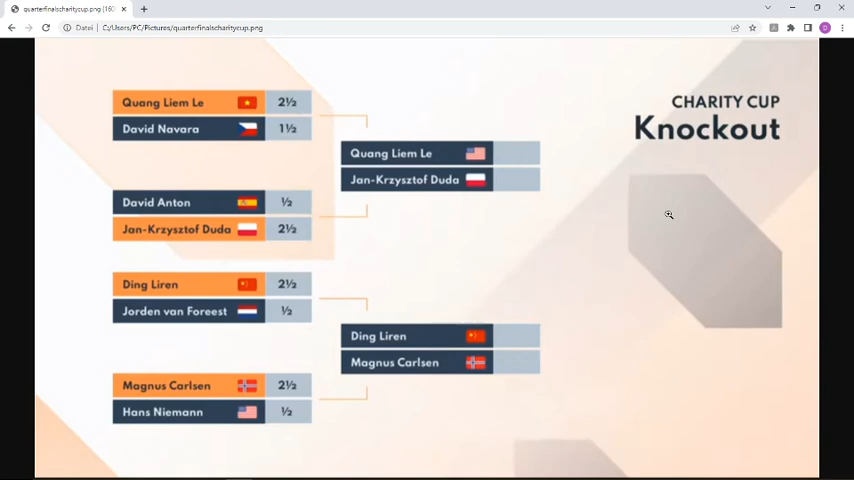 quarterfinalscharitycup.png (160
Datei
C:/Users/PC/Pictures/quarterfinalscharitycup.png
D
CHARITY CUP
Knockout
Quang Liem Le 2½
David Navara 1½
David Anton ½
Jan-Krzysztof Duda 2½
Quang Liem Le
Jan-Krzysztof Duda
Ding Liren 2½
Jorden van Foreest ½
Magnus Carlsen 2½
Hans Niemann ½
Ding Liren
Magnus Carlsen